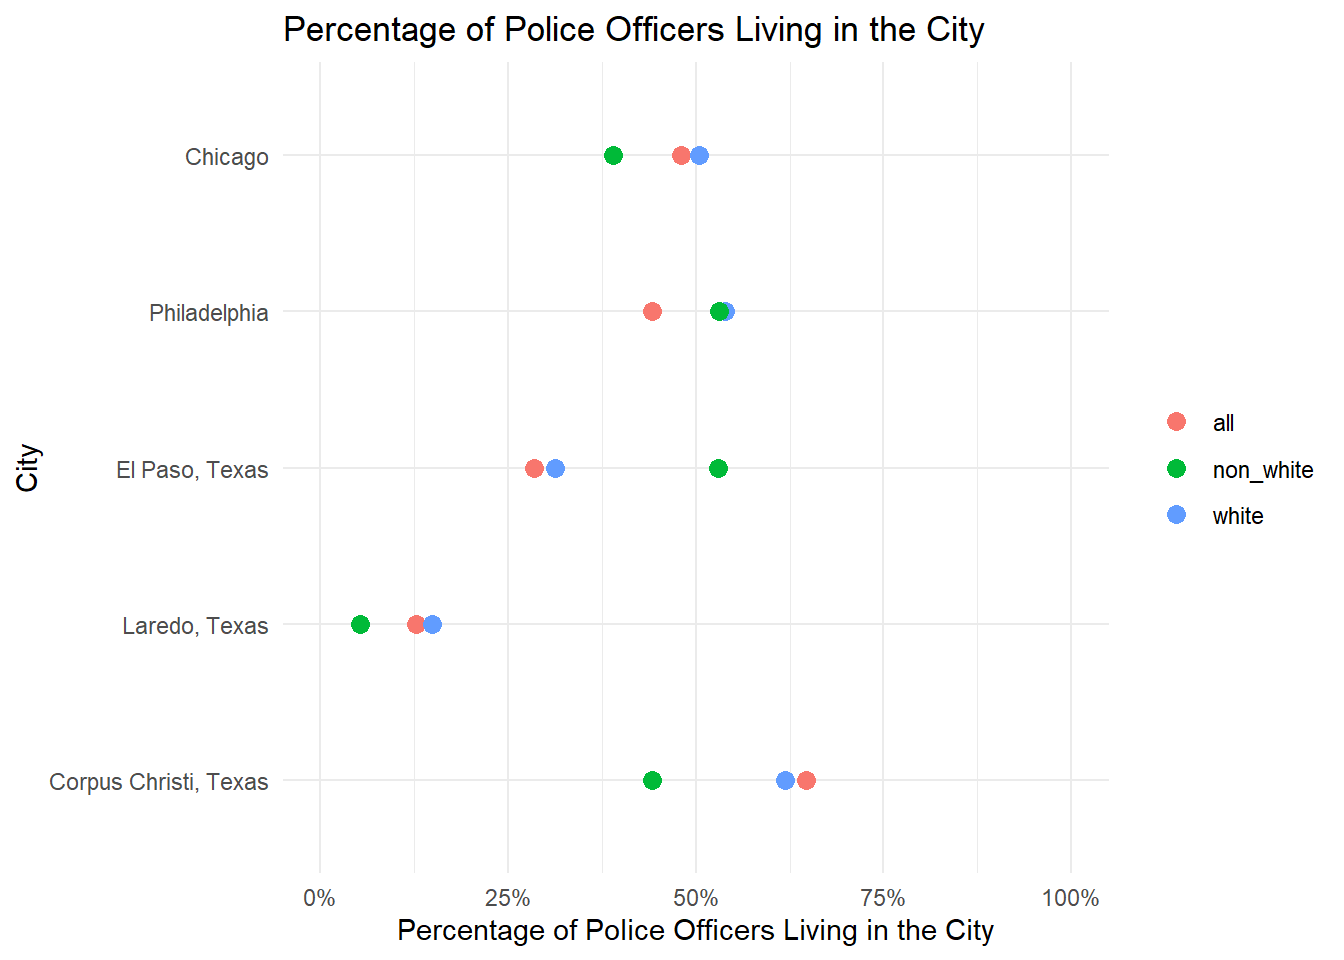 Percentage of Police Officers Living in the City
Chicago
Philadelphia
El Paso, Texas
Laredo, Texas
Corpus Christi, Texas
City
0% 25% 50% 75% 100%
Percentage of Police Officers Living in the City
all
non_white
white